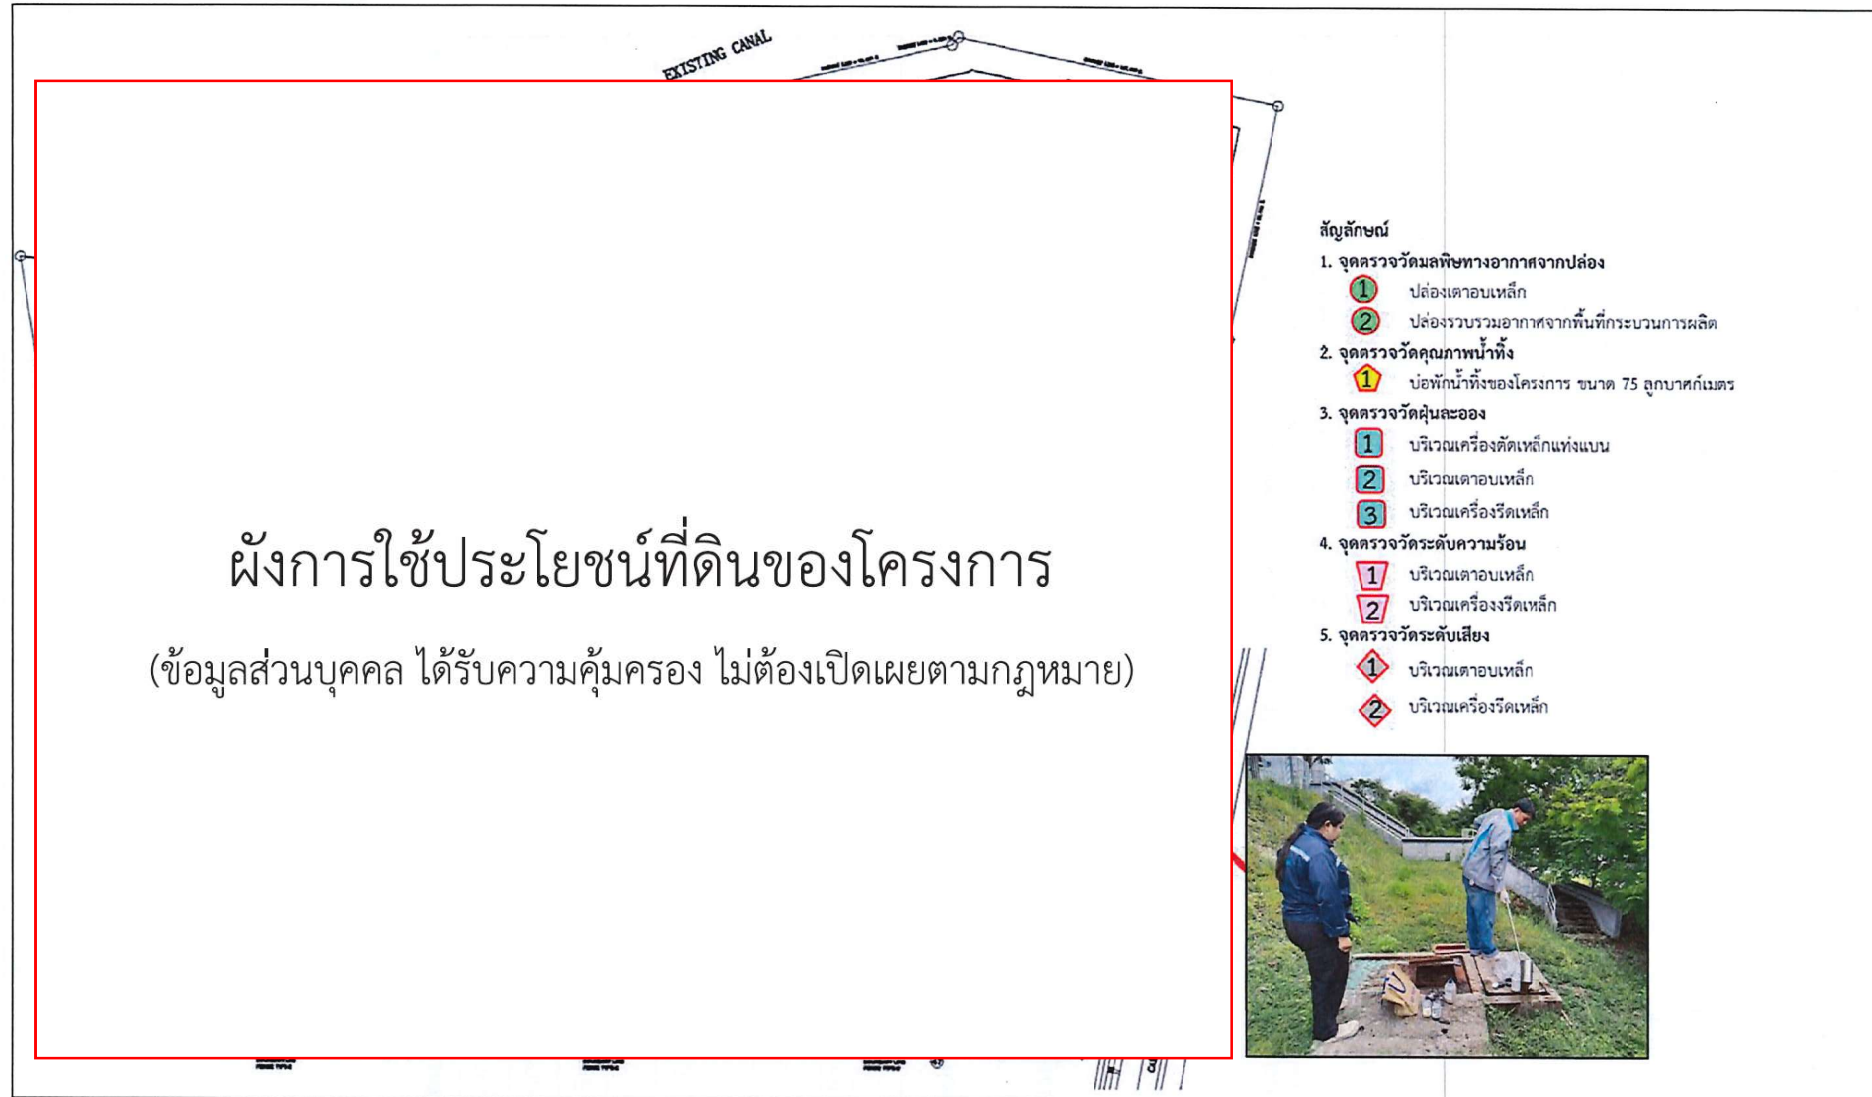 EXISTING CANAL
ผังการใช้ประโยชน์ที่ดินของโครงการ
(ข้อมูลส่วนบุคคล ได้รับความคุ้มครอง ไม่ต้องเปิดเผยตามกฎหมาย)
สัญลักษณ์
1. จุดตรวจวัดมลพิษทางอากาศจากปล่อง
1 ปล่องเตาอบเหล็ก
2 ปล่องรวบรวมอากาศจากพื้นที่กระบวนการผลิต
2. จุดตรวจวัดคุณภาพน้ำทิ้ง
1 บ่อพักน้ำทิ้งของโครงการ ขนาด 75 ลูกบาศก์เมตร
3. จุดตรวจวัดฝุ่นละออง
1 บริเวณเครื่องตัดเหล็กแท่งแบน
2 บริเวณเตาอบเหล็ก
3 บริเวณเครื่องรีดเหล็ก
4. จุดตรวจวัดระดับความร้อน
1 บริเวณเตาอบเหล็ก
2 บริเวณเครื่องงรีดเหล็ก
5. จุดตรวจวัดระดับเสียง
1 บริเวณเตาอบเหล็ก
2 บริเวณเครื่องรีดเหล็ก